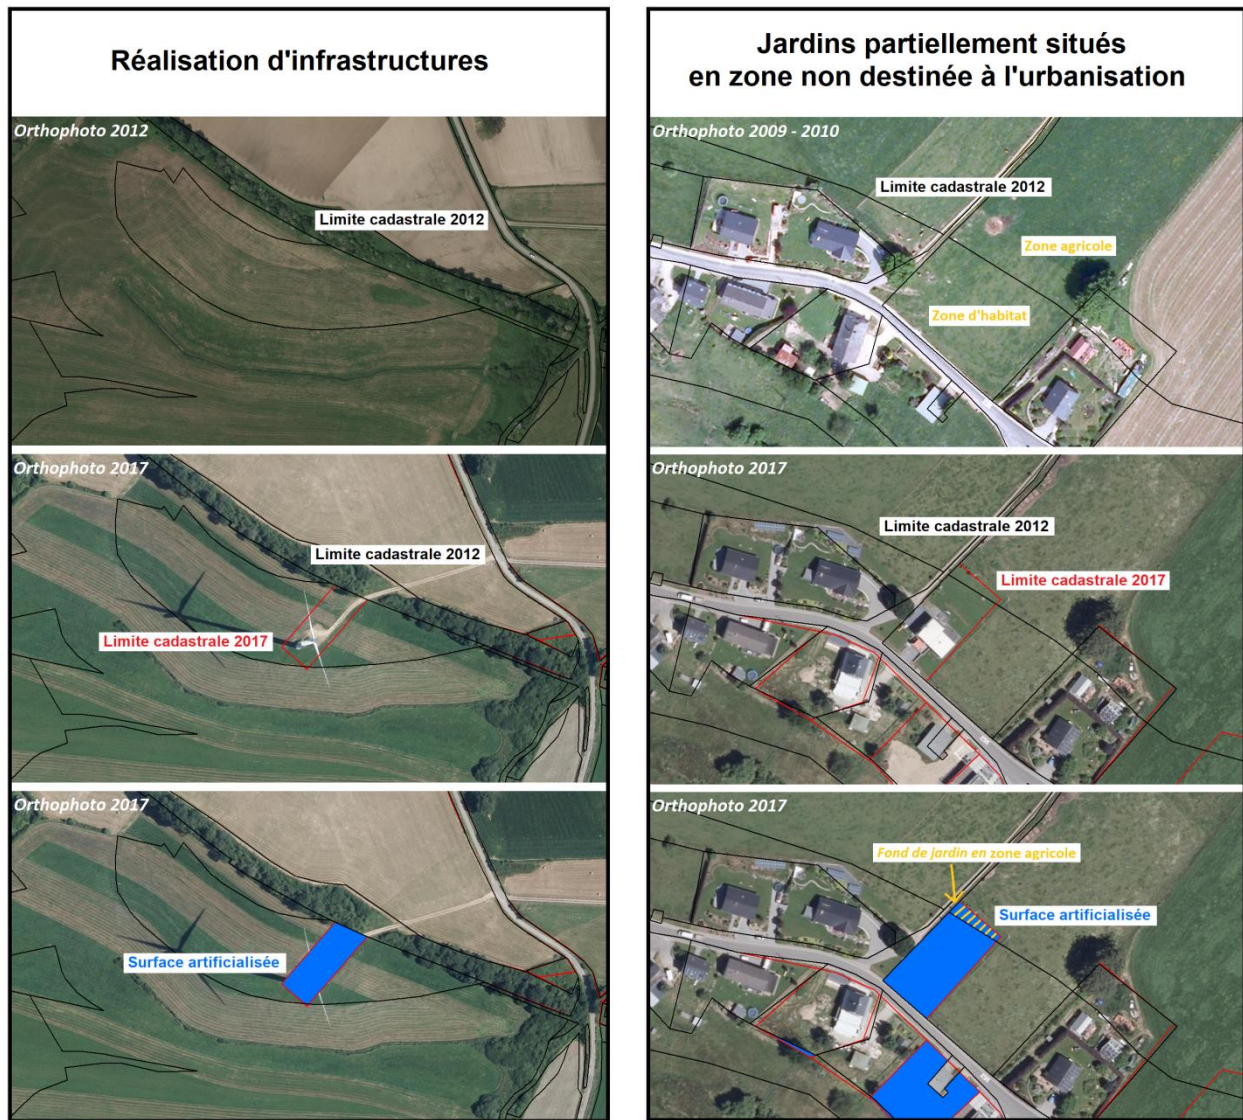 Réalisation d'infrastructures
Orthophoto 2012
Limite cadastrale 2012
Orthophoto 2017
Limite cadastrale 2012
Limite cadastrale 2017
Orthophoto 2017
Surface artificialisée
Jardins partiellement situés
en zone non destinée à l'urbanisation
Orthophoto 2009 - 2010
Limite cadastrale 2012
Zone agricole
Zone d'habitat
Orthophoto 2017
Limite cadastrale 2012
Limite cadastrale 2017
Orthophoto 2017
Fond de jardin en zone agricole
Surface artificialisée